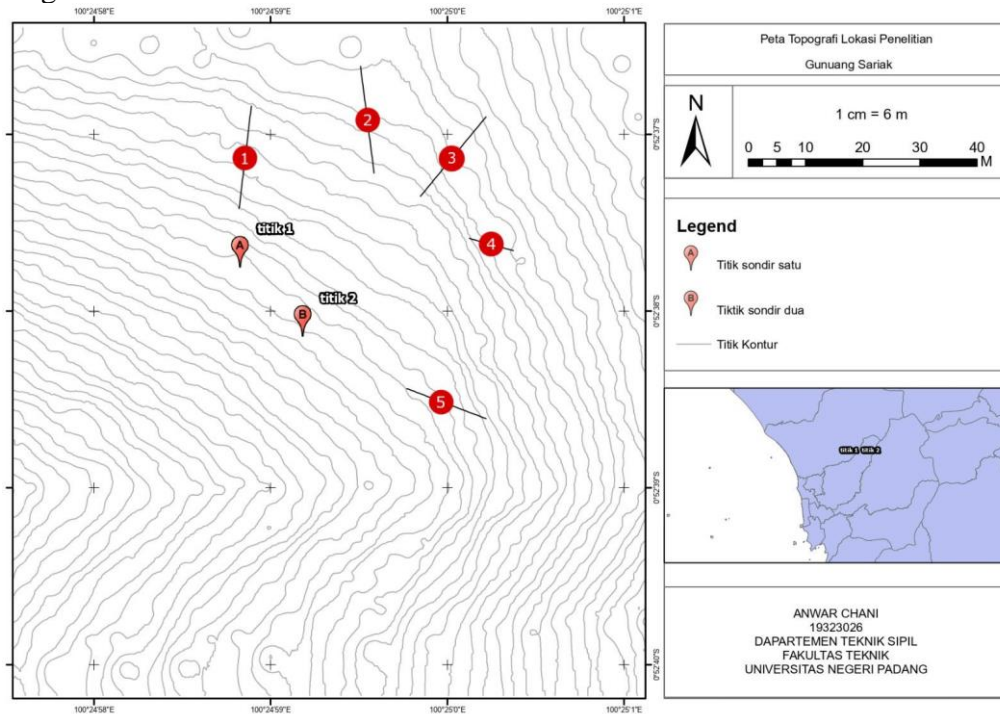 100°24'58"E 100°24'59"E 100°25'0"E 100°25'1"E
0°52'37"S
0°52'38"S
0°52'39"S
0°52'40"S
1
2
3
4
5
A
titik 1
B
titik 2
100°24'58"E 100°24'59"E 100°25'0"E 100°25'1"E
Peta Topografi Lokasi Penelitian
Gunuang Sariak
N
1 cm = 6 m
0 5 10 20 30 40
M
Legend
A Titik sondir satu
B Tiktik sondir dua
Titik Kontur
titik 1 titik 2
ANWAR CHANI
19323026
DAPARTEMEN TEKNIK SIPIL
FAKULTAS TEKNIK
UNIVERSITAS NEGERI PADANG